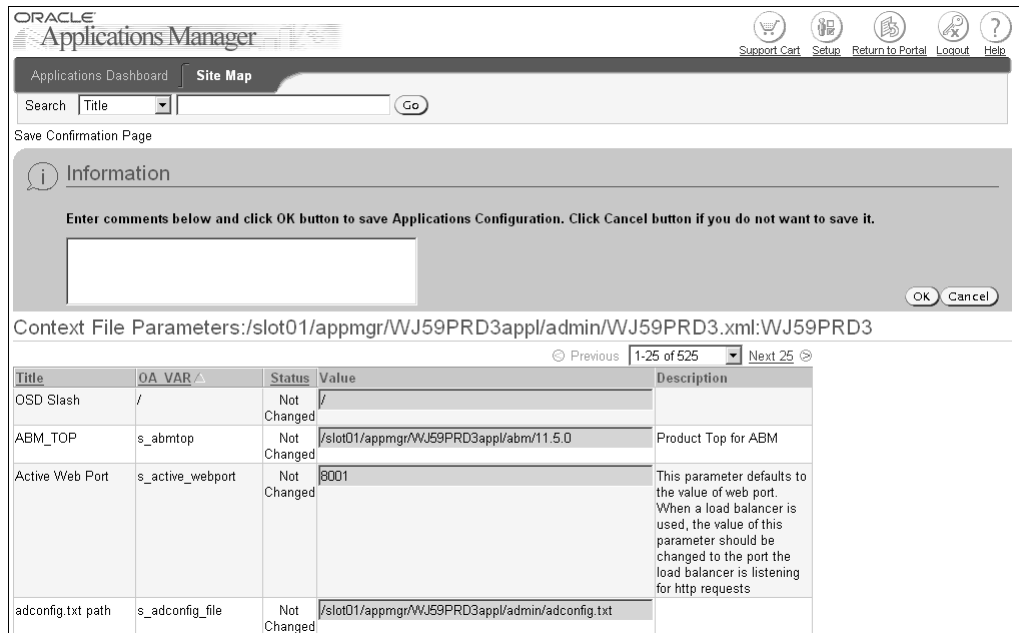 ORACLE
Applications Manager
Support Cart Setup Return to Portal Logout Help
Applications Dashboard Site Map
Search Title Go
Save Confirmation Page
i Information
Enter comments below and click OK button to save Applications Configuration. Click Cancel button if you do not want to save it.
OK Cancel
Context File Parameters:/slot01/appmgr/WJ59PRD3appl/admin/WJ59PRD3.xml:WJ59PRD3
Previous 1-25 of 525 Next 25
Title OA_VAR Status Value Description
OSD Slash / Not / 
Changed
ABM_TOP s_abmtop Not /slot01/appmgr/WJ59PRD3appl/abm/11.5.0 Product Top for ABM
Changed
Active Web Port s_active_webport Not 8001 This parameter defaults to
Changed the value of web port.
When a load balancer is
used, the value of this
parameter should be
changed to the port the
load balancer is listening
for http requests
adconfig.txt path s_adconfig_file Not /slot01/appmgr/WJ59PRD3appl/admin/adconfig.txt
Changed